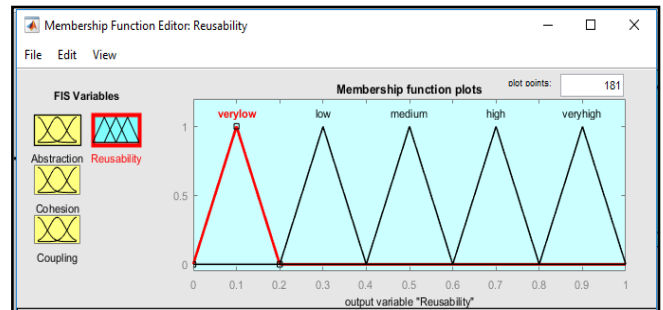 Membership Function Editor: Reusability
File Edit View
FIS Variables
Abstraction Reusability
Cohesion
Coupling
Membership function plots
plot points: 181
verylow low medium high veryhigh
1
0.5
0
0 0.1 0.2 0.3 0.4 0.5 0.6 0.7 0.8 0.9 1
output variable "Reusability"